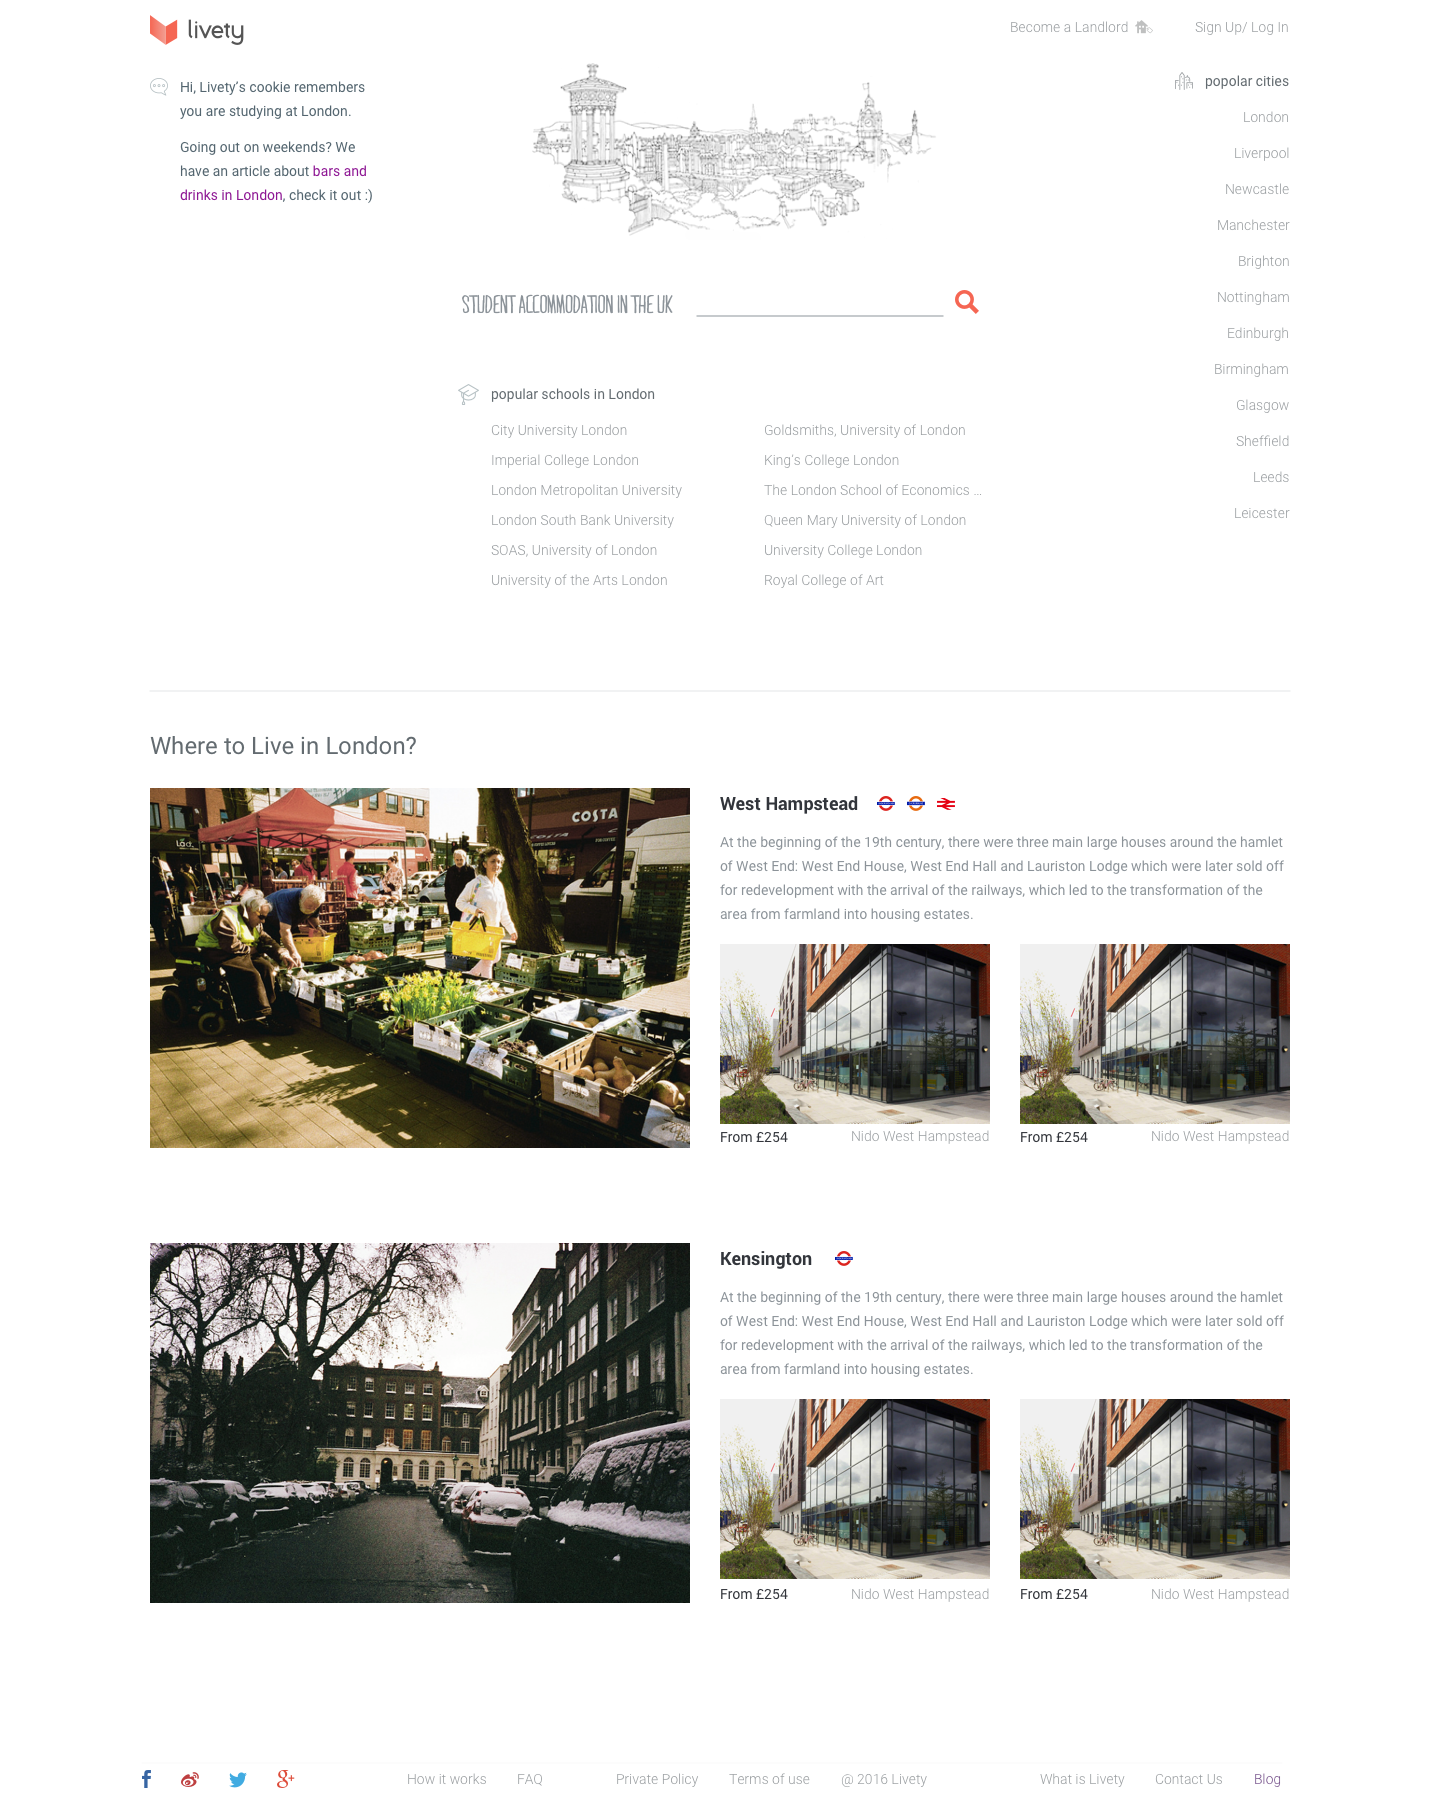 livety
Become a Landlord
Sign Up/ Log In
Hi, Livety's cookie remembers
you are studying at London.
Going out on weekends? We
have an article about bars and
drinks in London, check it out :)
popolar cities
London
Liverpool
Newcastle
Manchester
Brighton
Nottingham
Edinburgh
Birmingham
Glasgow
Sheffield
Leeds
Leicester
STUDENT ACCOMMODATION IN THE UK
popular schools in London
City University London
Imperial College London
London Metropolitan University
London South Bank University
SOAS, University of London
University of the Arts London
Goldsmiths, University of London
King's College London
The London School of Economics ...
Queen Mary University of London
University College London
Royal College of Art
Where to Live in London?
COSTA
lăd.
West Hampstead
At the beginning of the 19th century, there were three main large houses around the hamlet
of West End: West End House, West End Hall and Lauriston Lodge which were later sold off
for redevelopment with the arrival of the railways, which led to the transformation of the
area from farmland into housing estates.
From £254
Nido West Hampstead
From £254
Nido West Hampstead
Kensington
At the beginning of the 19th century, there were three main large houses around the hamlet
of West End: West End House, West End Hall and Lauriston Lodge which were later sold off
for redevelopment with the arrival of the railways, which led to the transformation of the
area from farmland into housing estates.
From £254
Nido West Hampstead
From £254
Nido West Hampstead
How it works
FAQ
Private Policy
Terms of use
@ 2016 Livety
What is Livety
Contact Us
Blog